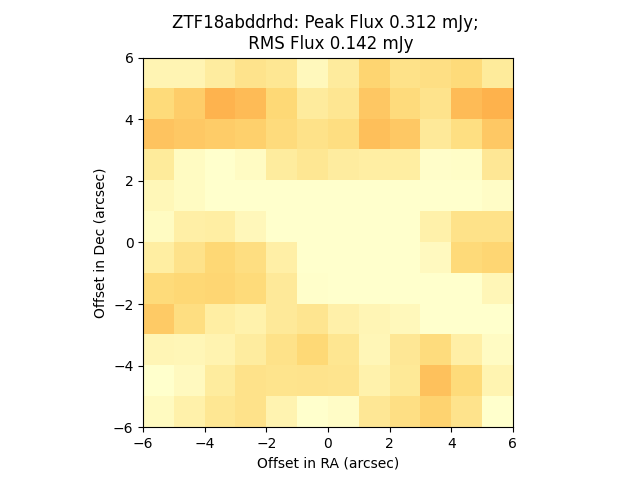 ZTF18abddrhd: Peak Flux 0.312 mJy;
RMS Flux 0.142 mJy
6
4
2
0
−2
−4
−6
Offset in Dec (arcsec)
−6 −4 −2 0 2 4 6
Offset in RA (arcsec)